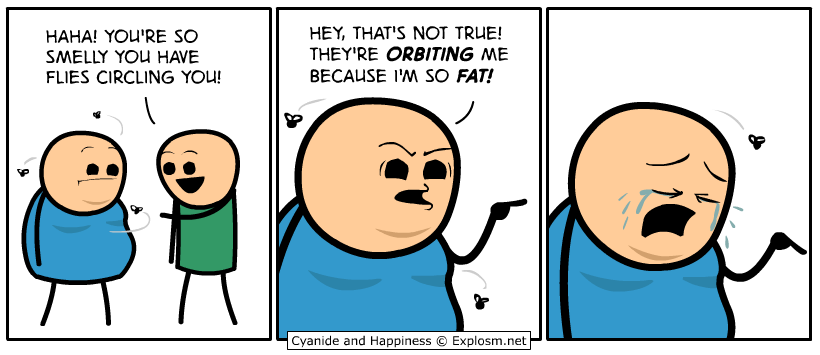 HAHA! YOU'RE SO
SMELLY YOU HAVE
FLIES CIRCLING YOU!
HEY, THAT'S NOT TRUE!
THEY'RE ORBITING ME
BECAUSE I'M SO FAT!
Cyanide and Happiness © Explosm.net